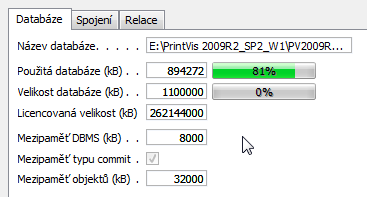 Databáze Spojení Relace
Název databáze. . . . . E:\PrintVis 2009R2_SP2_W1\PV2009R...
Použitá databáze (kB) . . 894272 81%
Velikost databáze (kB) . 1100000 0%
Licencovaná velikost (kB) 262144000
Mezipaměť DBMS (kB) . . 8000
Mezipaměť typu commit .
Mezipaměť objektů (kB) . 32000